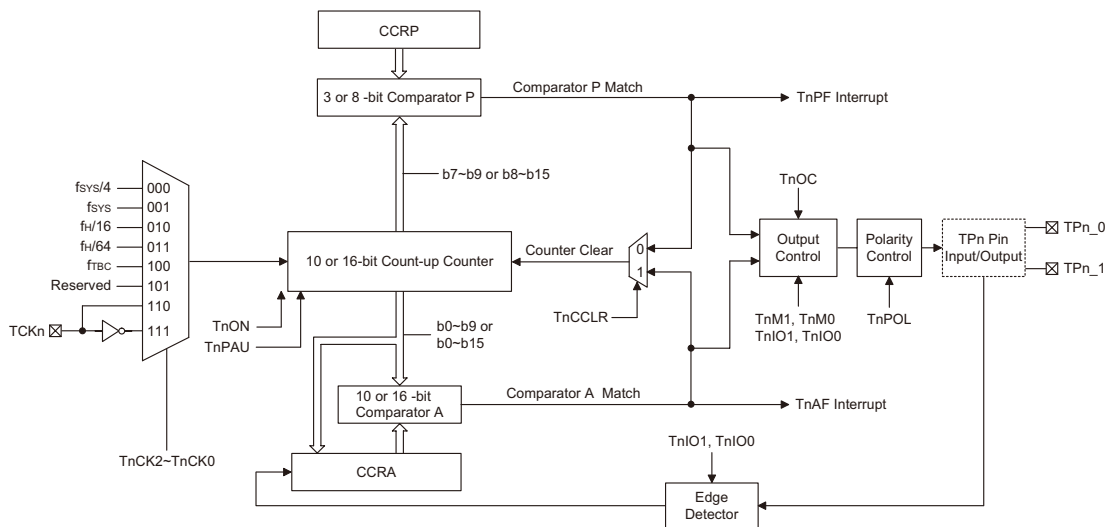 CCRP
3 or 8 -bit Comparator P
Comparator P Match
TnPF Interrupt
b7~b9 or b8~b15
fSYS/4
000
fSYS
001
fH/16
010
fH/64
011
fTBC
100
Reserved
101
110
TCKn
111
TnCK2~TnCK0
10 or 16-bit Count-up Counter
TnON
TnPAU
Counter Clear
0
1
TnCCLR
TnOC
Output
Control
TnM1, TnM0
TnIO1, TnIO0
Polarity
Control
TnPOL
TPn Pin
Input/Output
TPn_0
TPn_1
b0~b9 or
b0~b15
10 or 16 -bit
Comparator A
Comparator A Match
TnAF Interrupt
CCRA
TnIO1, TnIO0
Edge
Detector